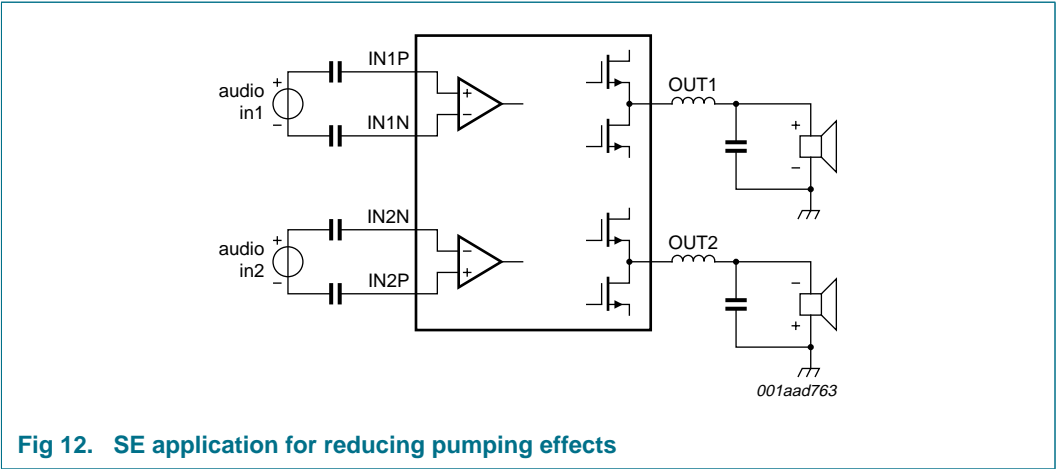 IN1P
+
audio
in1
−
IN1N
+
−
OUT1
+
−
IN2N
+
audio
in2
−
IN2P
−
+
OUT2
−
+
001aad763
Fig 12. SE application for reducing pumping effects